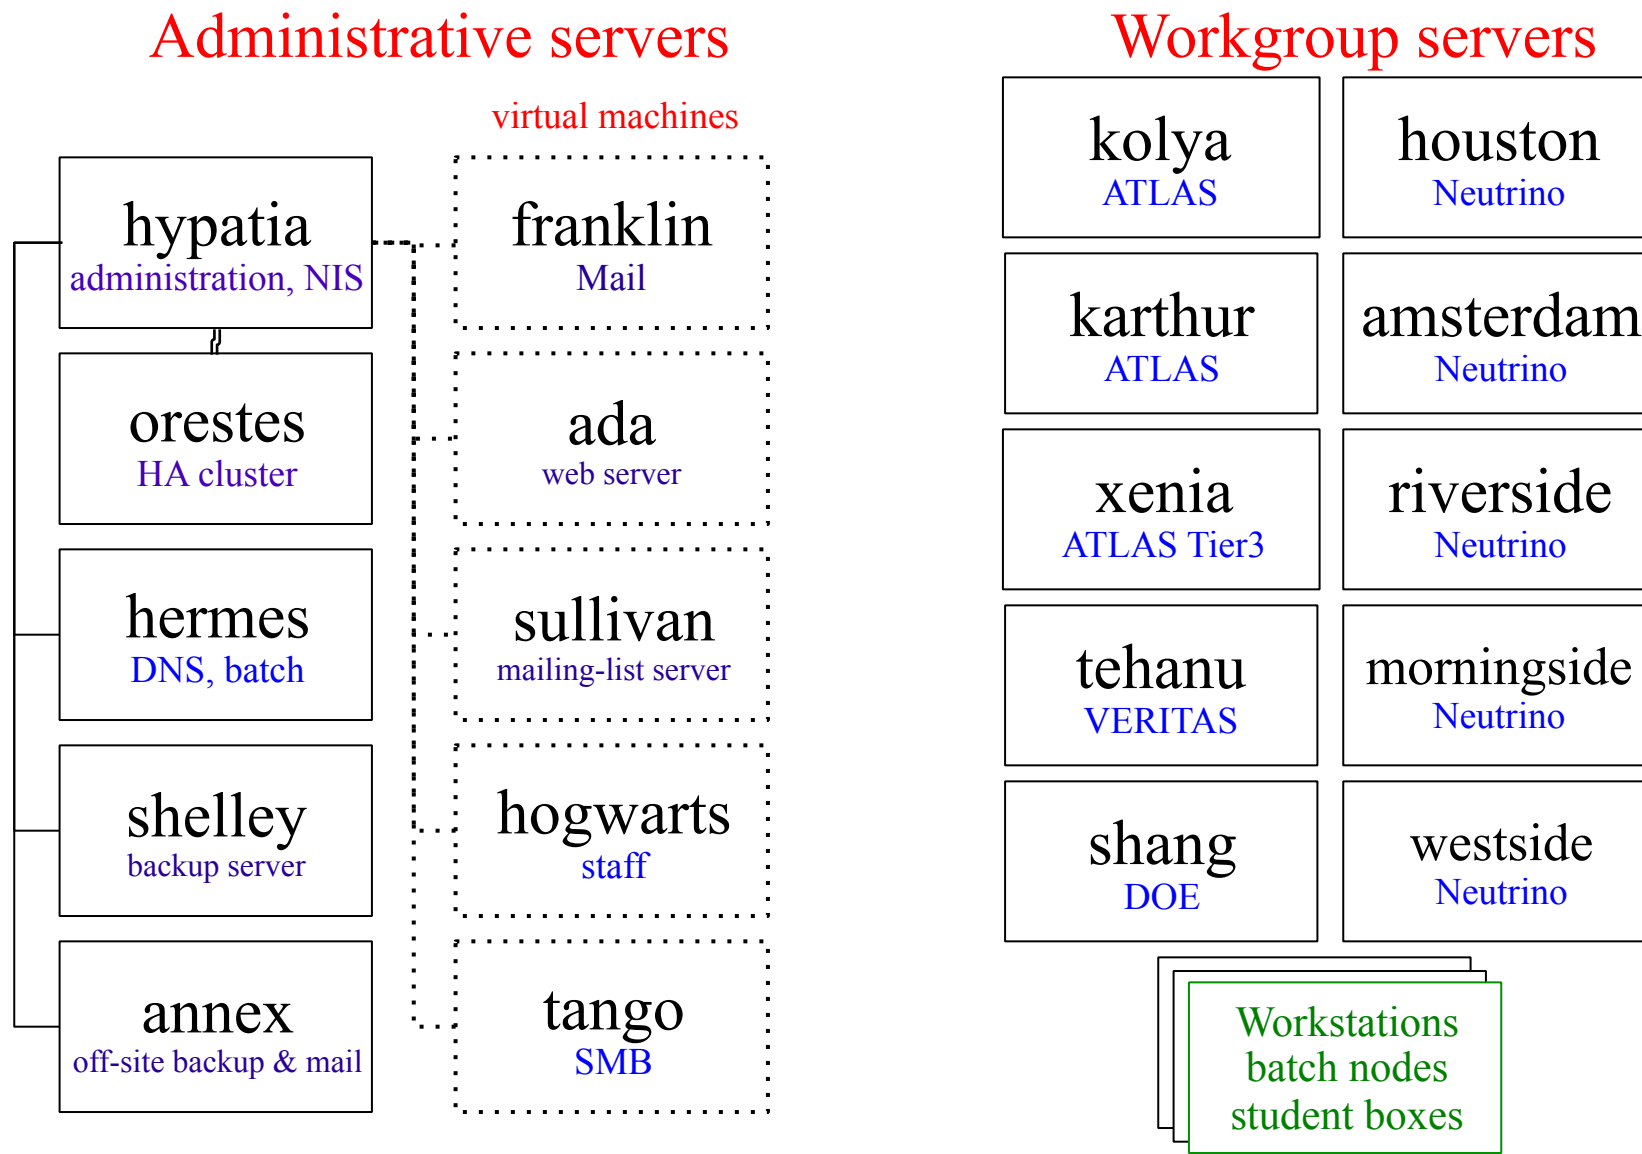 Administrative servers
virtual machines
hypatia
administration, NIS
orestes
HA cluster
hermes
DNS, batch
shelley
backup server
annex
off-site backup & mail
franklin
Mail
ada
web server
sullivan
mailing-list server
hogwarts
staff
tango
SMB
Workgroup servers
kolya
ATLAS
karthur
ATLAS
xenia
ATLAS Tier3
tehanu
VERITAS
shang
DOE
houston
Neutrino
amsterdam
Neutrino
riverside
Neutrino
morningside
Neutrino
westside
Neutrino
Workstations
batch nodes
student boxes